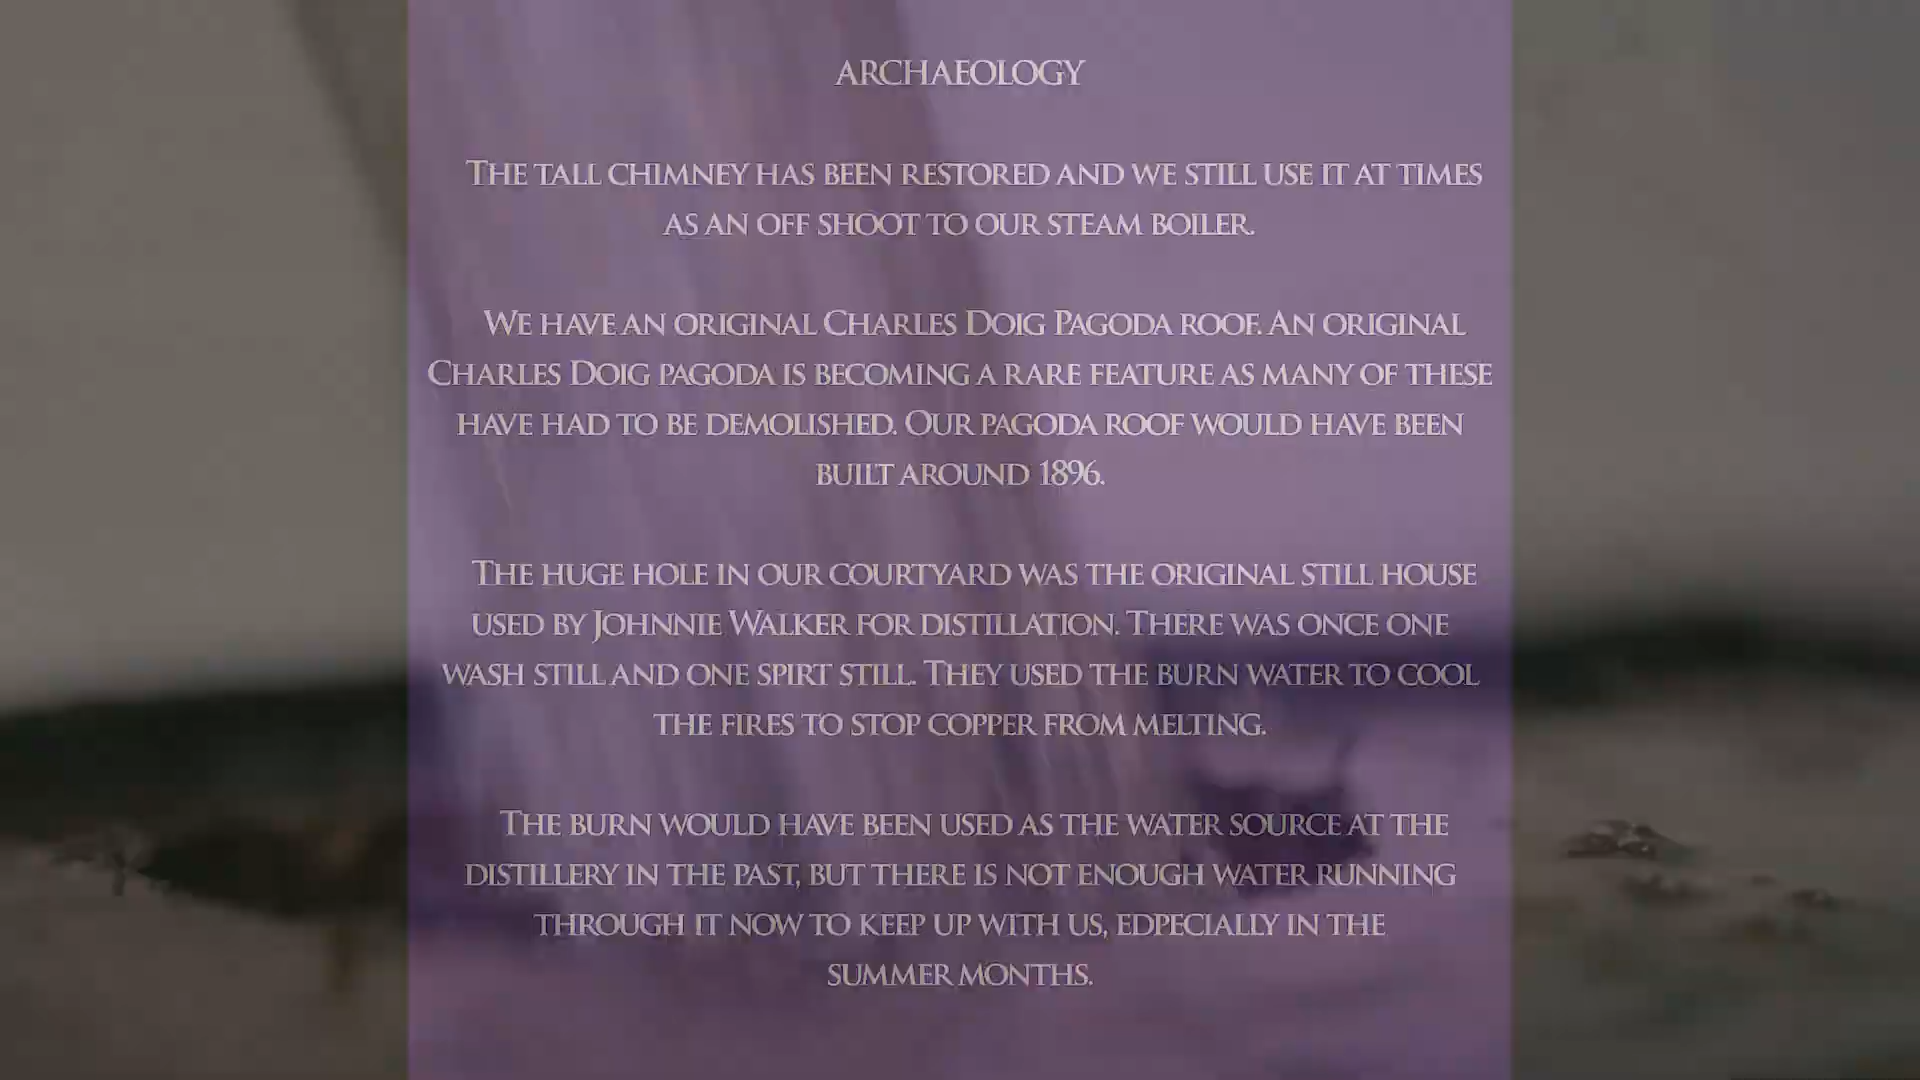 ARCHAEOLOGY
THE TALL CHIMNEY HAS BEEN RESTORED AND WE STILL USE IT AT TIMES
AS AN OFF SHOOT TO OUR STEAM BOILER.
WE HAVE AN ORIGINAL CHARLES DOIG PAGODA ROOF. AN ORIGINAL
CHARLES DOIG PAGODA IS BECOMING A RARE FEATURE AS MANY OF THESE
HAVE HAD TO BE DEMOLISHED. OUR PAGODA ROOF WOULD HAVE BEEN
BUILT AROUND 1896.
THE HUGE HOLE IN OUR COURTYARD WAS THE ORIGINAL STILL HOUSE
USED BY JOHNNIE WALKER FOR DISTILLATION. THERE WAS ONCE ONE
WASH STILL AND ONE SPIRT STILL. THEY USED THE BURN WATER TO COOL
THE FIRES TO STOP COPPER FROM MELTING.
THE BURN WOULD HAVE BEEN USED AS THE WATER SOURCE AT THE
DISTILLERY IN THE PAST, BUT THERE IS NOT ENOUGH WATER RUNNING
THROUGH IT NOW TO KEEP UP WITH US, EDPECIALLY IN THE
SUMMER MONTHS.